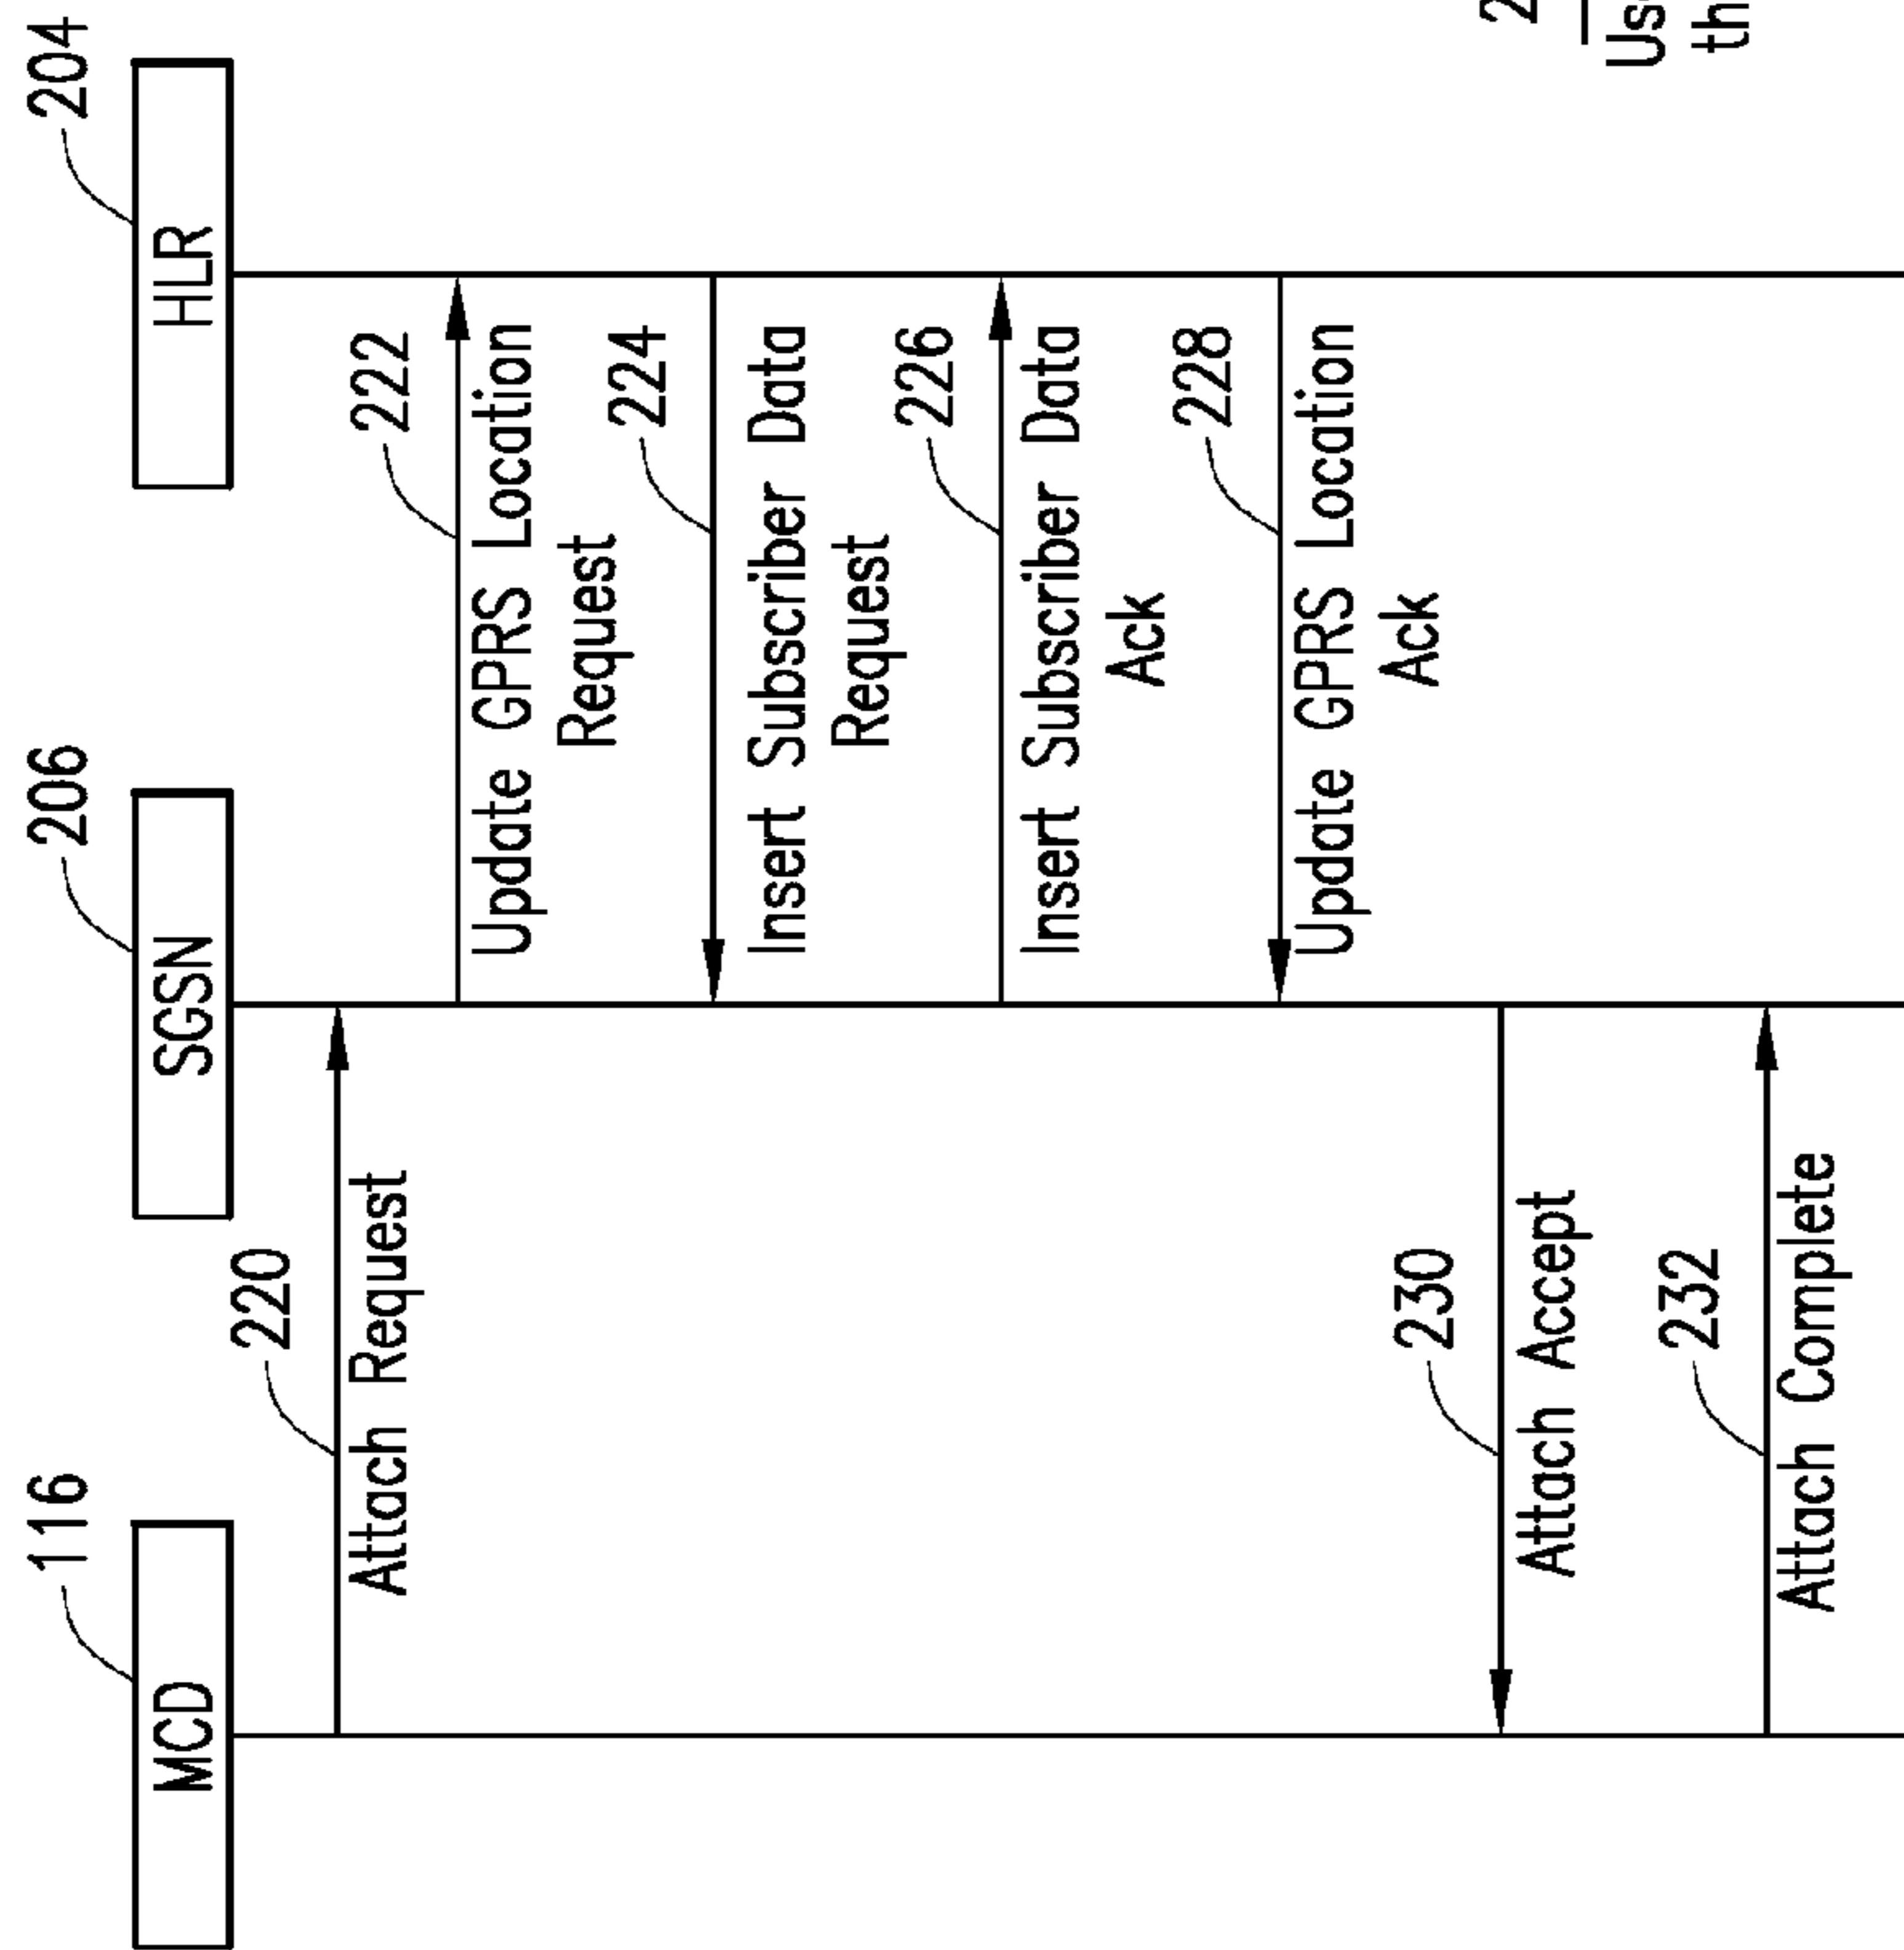 116
206
204
MCD
SGSN
HLR
220
Attach Request
222
Update GPRS Location
Request
224
Insert Subscriber Data
Request
226
Insert Subscriber Data
Ack
228
Update GPRS Location
Ack
230
Attach Accept
232
Attach Complete